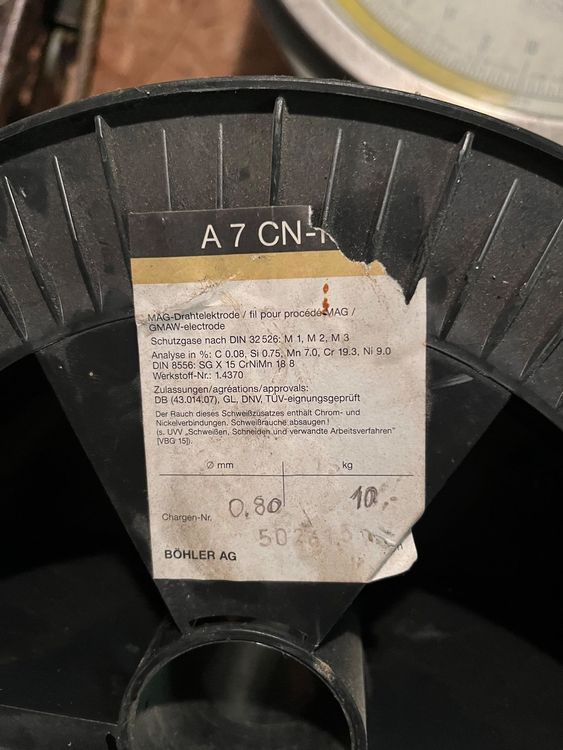 A 7 CN-
MAG-Drahtelektrode / fil pour procédé MAG /
GMAW-electrode
Schutzgase nach DIN 32526: M 1, M 2, M 3
Analyse in %: C 0.08, Si 0.75, Mn 7.0, Cr 19.3, Ni 9.0
DIN 8556: SG X 15 CrNiMn 18 8
Werkstoff-Nr.: 1.4370
Zulassungen/agréations/approvals:
DB (43.014.07), GL, DNV, TÜV-eignungsgeprüft
Der Rauch dieses Schweißzusatzes enthält Chrom- und
Nickelverbindungen. Schweißrauche absaugen!
(s. UVV „Schweißen, Schneiden und verwandte Arbeitsverfahren"
[VBG 15]).
Ø mm kg
0.80 10,-
Chargen-Nr.
BÖHLER AG